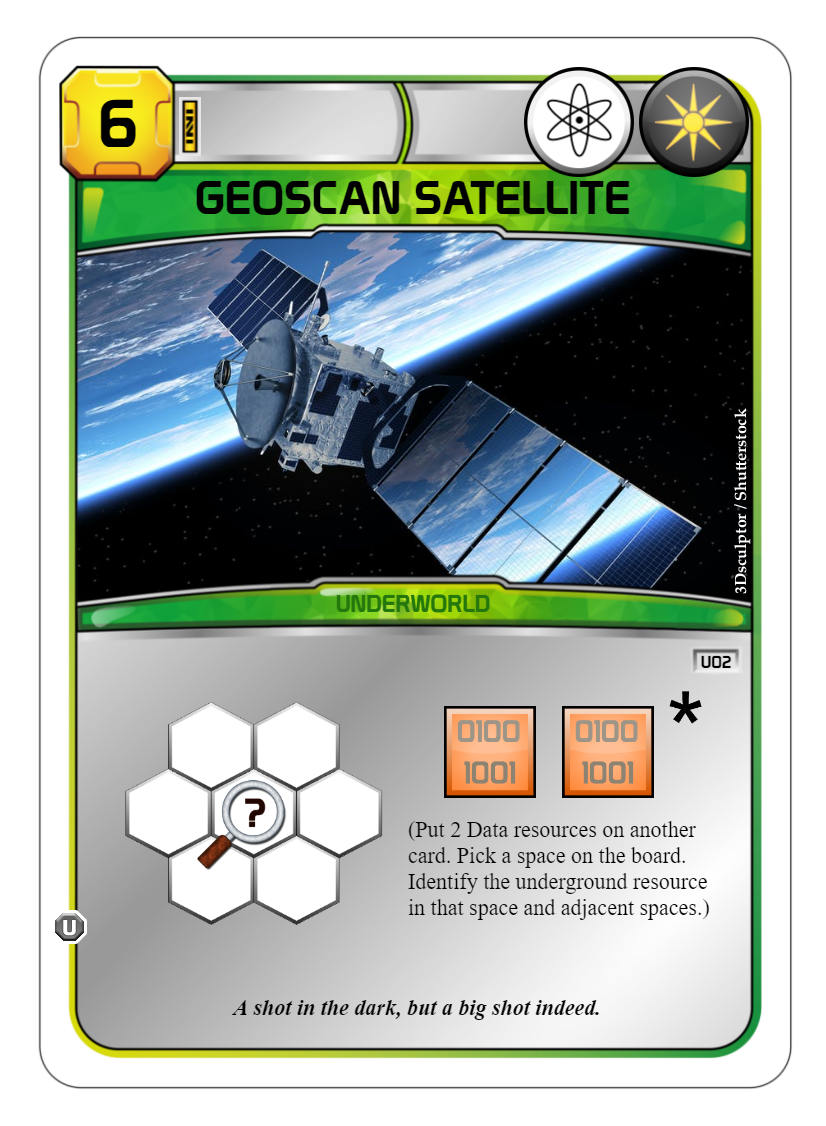 6
INI
GEOSCAN SATELLITE
3Dsculptor / Shutterstock
UNDERWORLD
U02
?
0100 0100 *
1001 1001
(Put 2 Data resources on another
card. Pick a space on the board.
Identify the underground resource
in that space and adjacent spaces.)
U
A shot in the dark, but a big shot indeed.